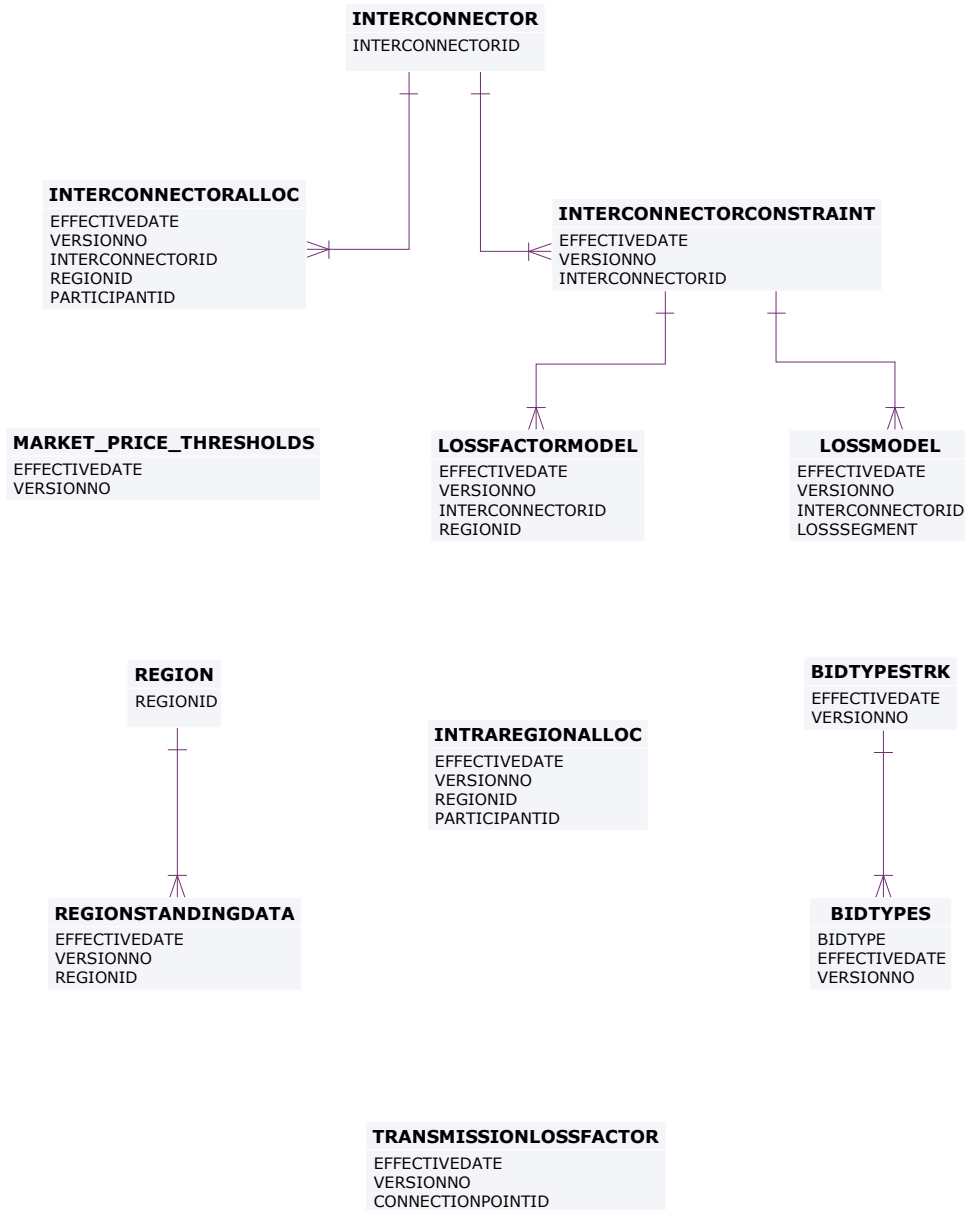 INTERCONNECTOR
INTERCONNECTORID
INTERCONNECTORALLOC
EFFECTIVEDATE
VERSIONNO
INTERCONNECTORID
REGIONID
PARTICIPANTID
INTERCONNECTORCONSTRAINT
EFFECTIVEDATE
VERSIONNO
INTERCONNECTORID
MARKET_PRICE_THRESHOLDS
EFFECTIVEDATE
VERSIONNO
LOSSFACTORMODEL
EFFECTIVEDATE
VERSIONNO
INTERCONNECTORID
REGIONID
LOSSMODEL
EFFECTIVEDATE
VERSIONNO
INTERCONNECTORID
LOSSSEGMENT
REGION
REGIONID
INTRAREGIONALLOC
EFFECTIVEDATE
VERSIONNO
REGIONID
PARTICIPANTID
BIDTYPESTRK
EFFECTIVEDATE
VERSIONNO
REGIONSTANDINGDATA
EFFECTIVEDATE
VERSIONNO
REGIONID
BIDTYPES
BIDTYPE
EFFECTIVEDATE
VERSIONNO
TRANSMISSIONLOSSFACTOR
EFFECTIVEDATE
VERSIONNO
CONNECTIONPOINTID